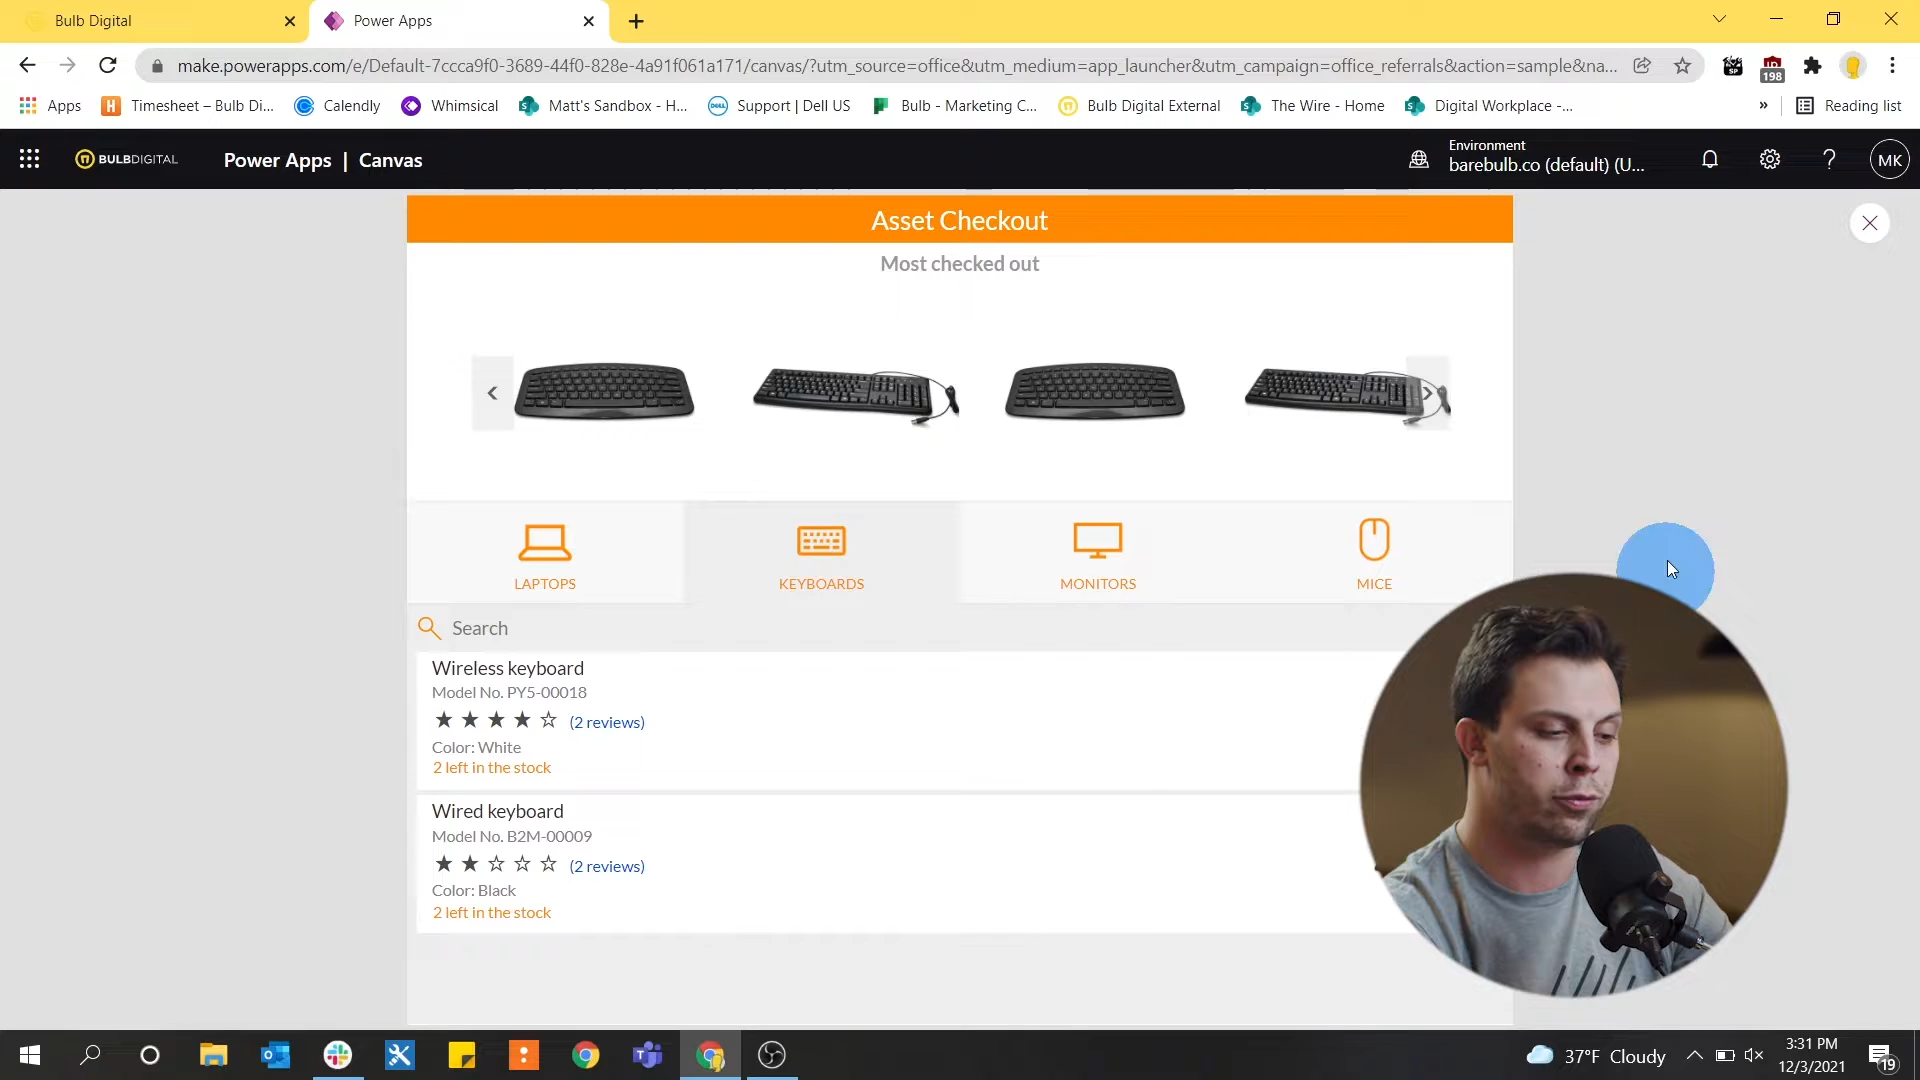 Bulb Digital
Power Apps
make.powerapps.com/e/Default-7ccca9f0-3689-44f0-828e-4a91f061a171/canvas/?utm_source=office&utm_medium=app_launcher&utm_campaign=office_referrals&action=sample&na...
198
Apps
Timesheet – Bulb Di...
Calendly
Whimsical
Matt's Sandbox - H...
Support | Dell US
Bulb - Marketing C...
Bulb Digital External
The Wire - Home
Digital Workplace -...
»
Reading list
BULBDIGITAL
Power Apps | Canvas
Environment
barebulb.co (default) (U...
?
MK
Asset Checkout
Most checked out
LAPTOPS
KEYBOARDS
MONITORS
MICE
Search
Wireless keyboard
Model No. PY5-00018
(2 reviews)
Color: White
2 left in the stock
Wired keyboard
Model No. B2M-00009
(2 reviews)
Color: Black
2 left in the stock
37°F Cloudy
3:31 PM
12/3/2021
19